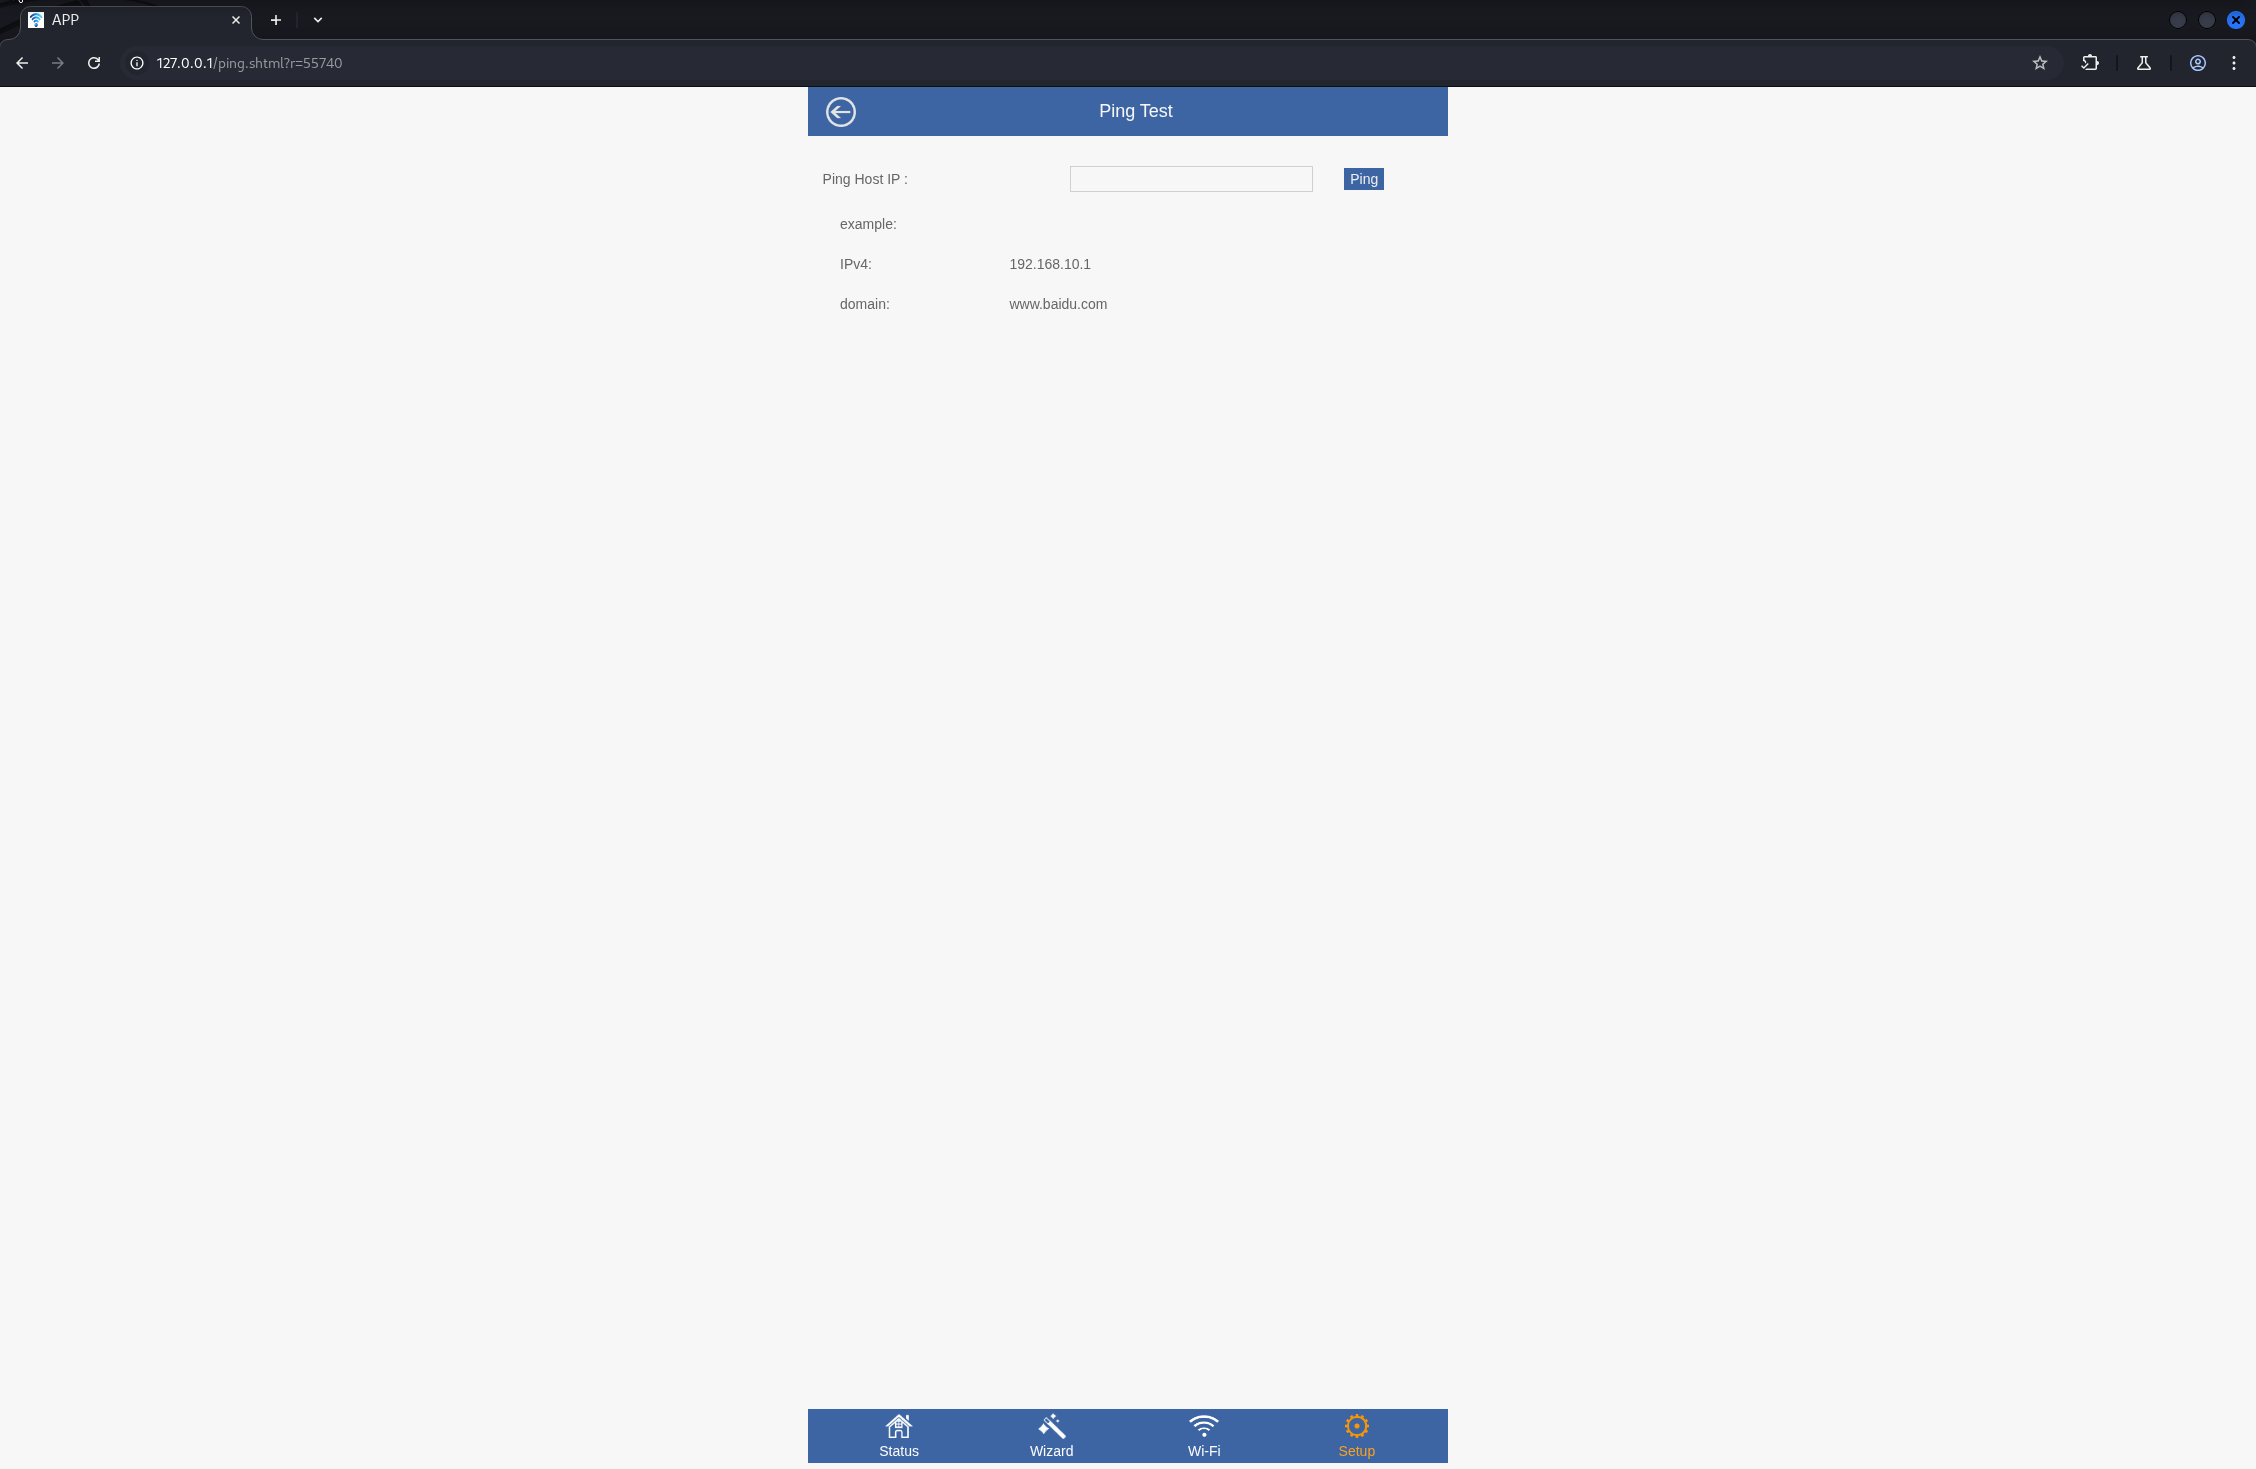 APP
127.0.0.1/ping.shtml?r=55740
Ping Test
Ping Host IP :
Ping
example:
IPv4: 192.168.10.1
domain: www.baidu.com
Status Wizard Wi-Fi Setup